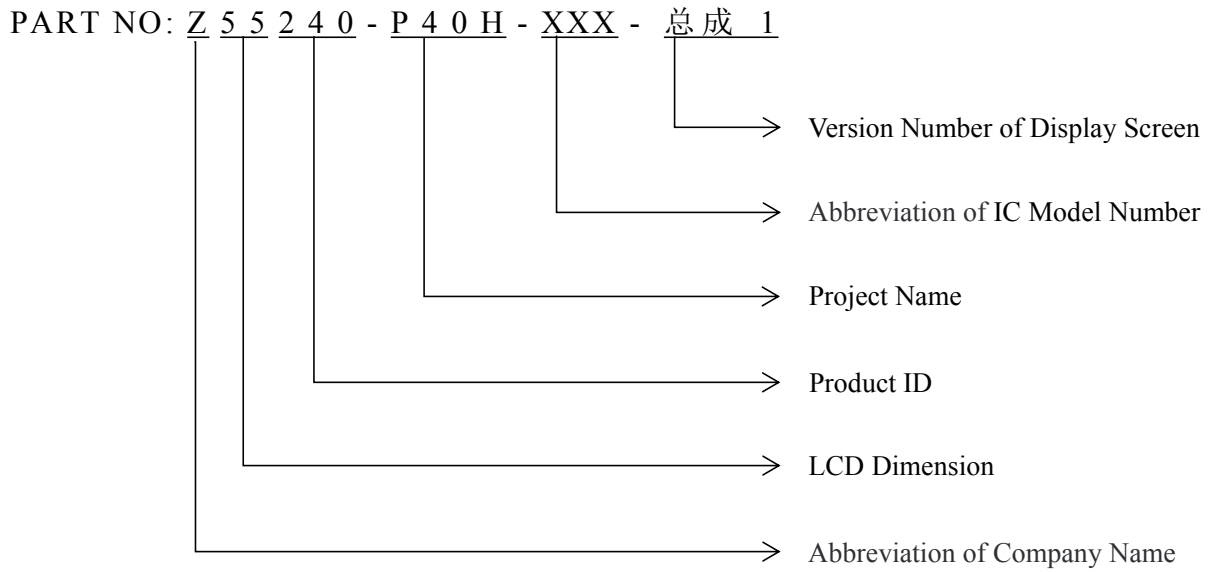 PART NO: Z 5 5 2 4 0 - P 4 0 H - XXX - 总成 1
Version Number of Display Screen
Abbreviation of IC Model Number
Project Name
Product ID
LCD Dimension
Abbreviation of Company Name